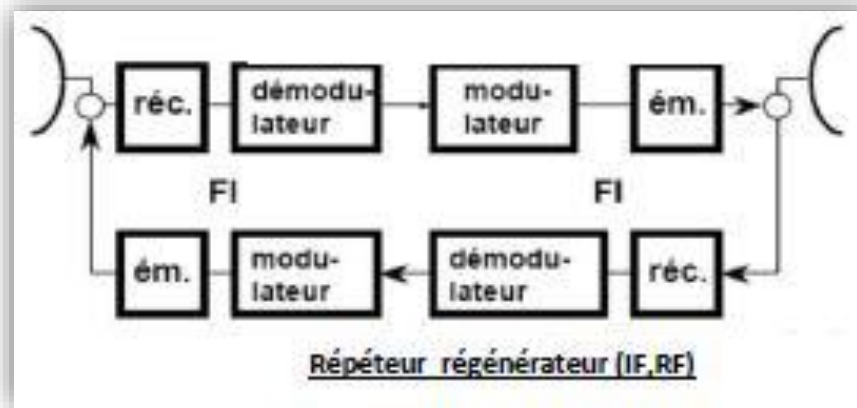 réc.
démodu-
lateur
modu-
lateur
ém.
FI
FI
ém.
modu-
lateur
démodu-
lateur
réc.
Répéteur régénérateur (IF,RF)